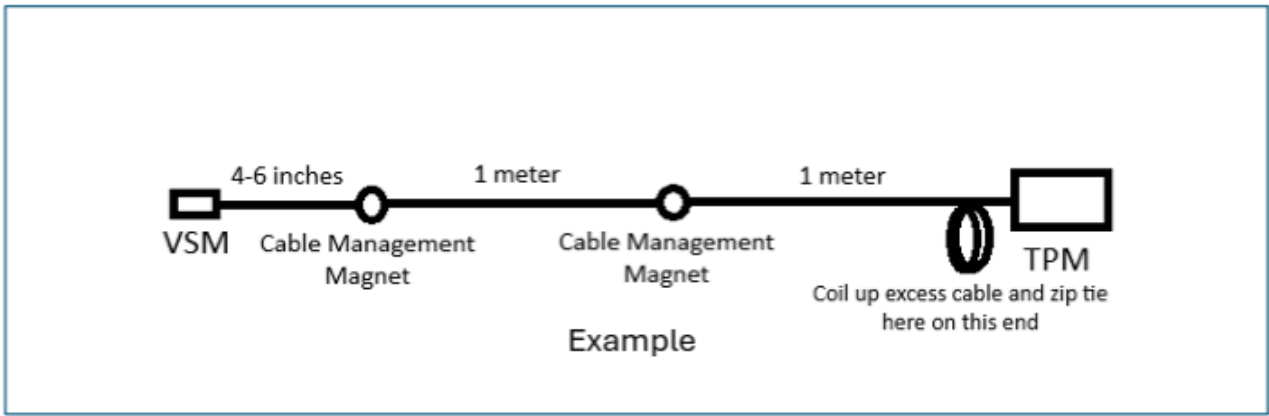 4-6 inches
1 meter
1 meter
VSM
Cable Management
Magnet
Cable Management
Magnet
TPM
Coil up excess cable and zip tie
here on this end
Example